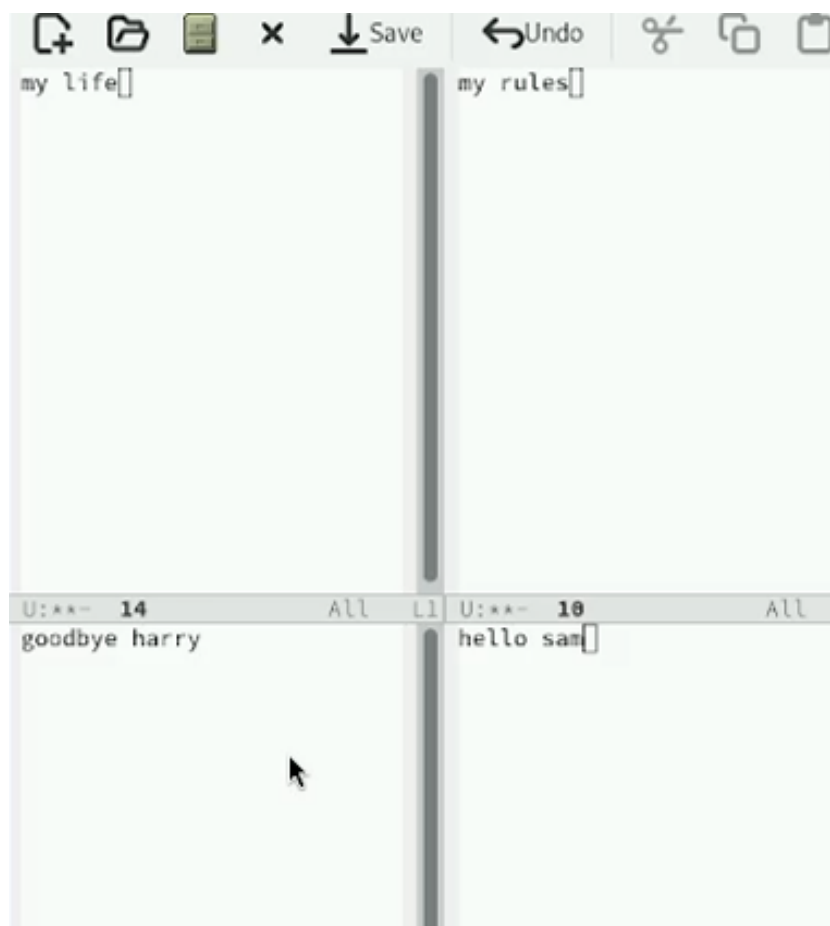 Save Undo
my life
my rules
U:**- 14 All L1
U:**- 10 All
goodbye harry
hello sam